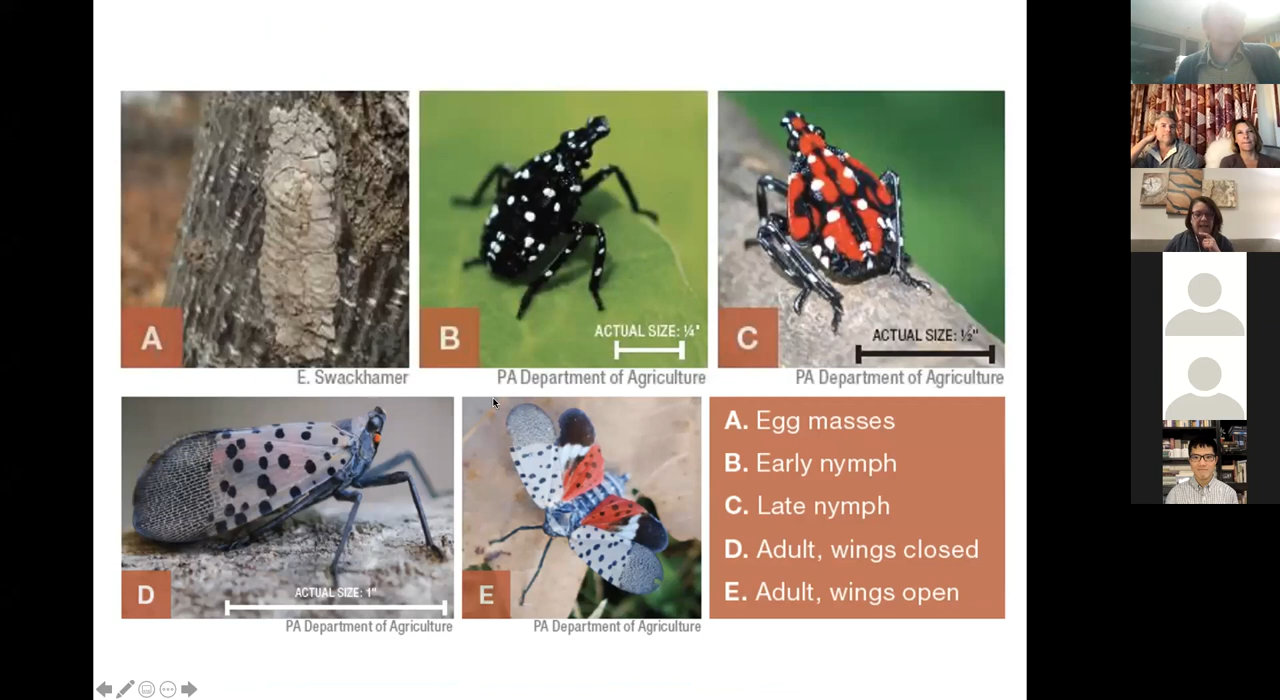 A
B
ACTUAL SIZE: ¼"
C
ACTUAL SIZE: ½"
E. Swackhamer
PA Department of Agriculture
PA Department of Agriculture
D
ACTUAL SIZE: 1"
E
PA Department of Agriculture
PA Department of Agriculture
A. Egg masses
B. Early nymph
C. Late nymph
D. Adult, wings closed
E. Adult, wings open